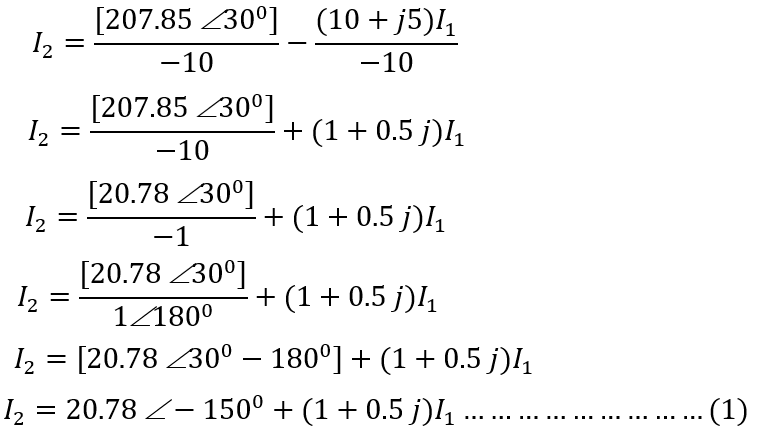 I₂ = [207.85 ∠30⁰] / −10 − (10 + j5)I₁ / −10
I₂ = [207.85 ∠30⁰] / −10 + (1 + 0.5 j)I₁
I₂ = [20.78 ∠30⁰] / −1 + (1 + 0.5 j)I₁
I₂ = [20.78 ∠30⁰] / 1∠180⁰ + (1 + 0.5 j)I₁
I₂ = [20.78 ∠30⁰ − 180⁰] + (1 + 0.5 j)I₁
I₂ = 20.78 ∠ − 150⁰ + (1 + 0.5 j)I₁ … … … … … … … … … (1)